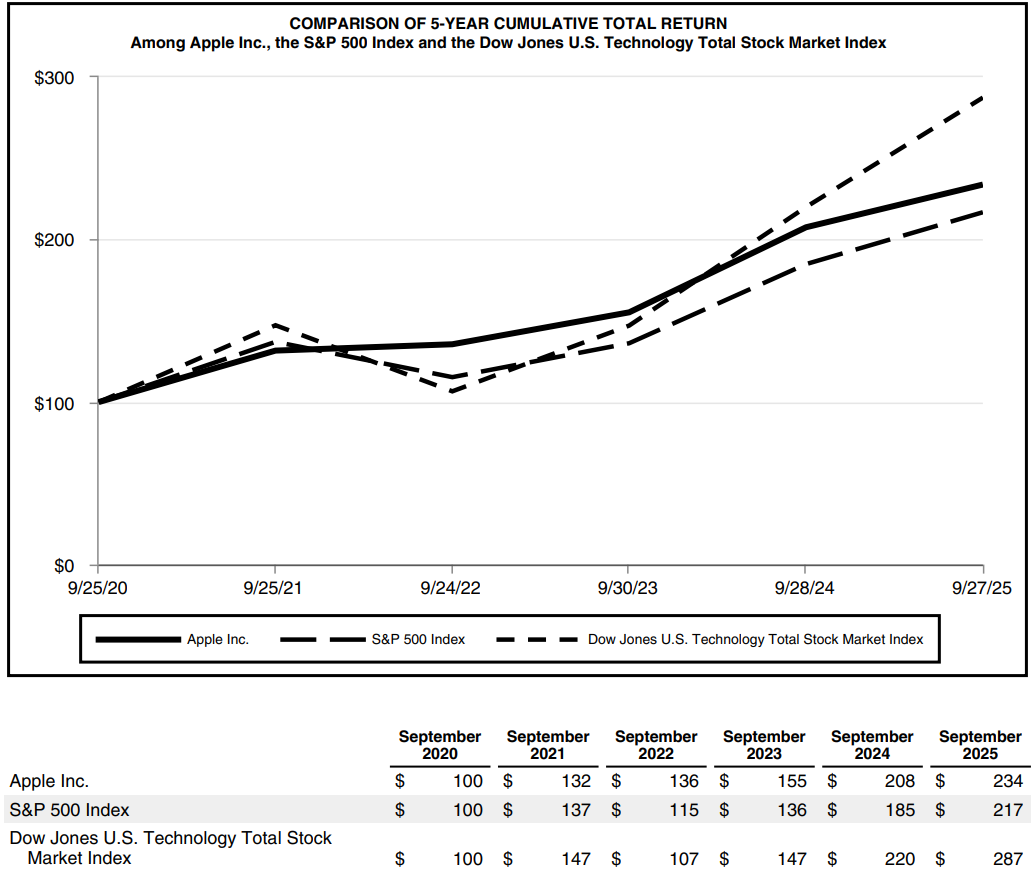 COMPARISON OF 5-YEAR CUMULATIVE TOTAL RETURN
Among Apple Inc., the S&P 500 Index and the Dow Jones U.S. Technology Total Stock Market Index
$300
$200
$100
$0
9/25/20 9/25/21 9/24/22 9/30/23 9/28/24 9/27/25
Apple Inc. S&P 500 Index Dow Jones U.S. Technology Total Stock Market Index
September September September September September September
2020 2021 2022 2023 2024 2025
Apple Inc. $ 100 $ 132 $ 136 $ 155 $ 208 $ 234
S&P 500 Index $ 100 $ 137 $ 115 $ 136 $ 185 $ 217
Dow Jones U.S. Technology Total Stock
Market Index $ 100 $ 147 $ 107 $ 147 $ 220 $ 287